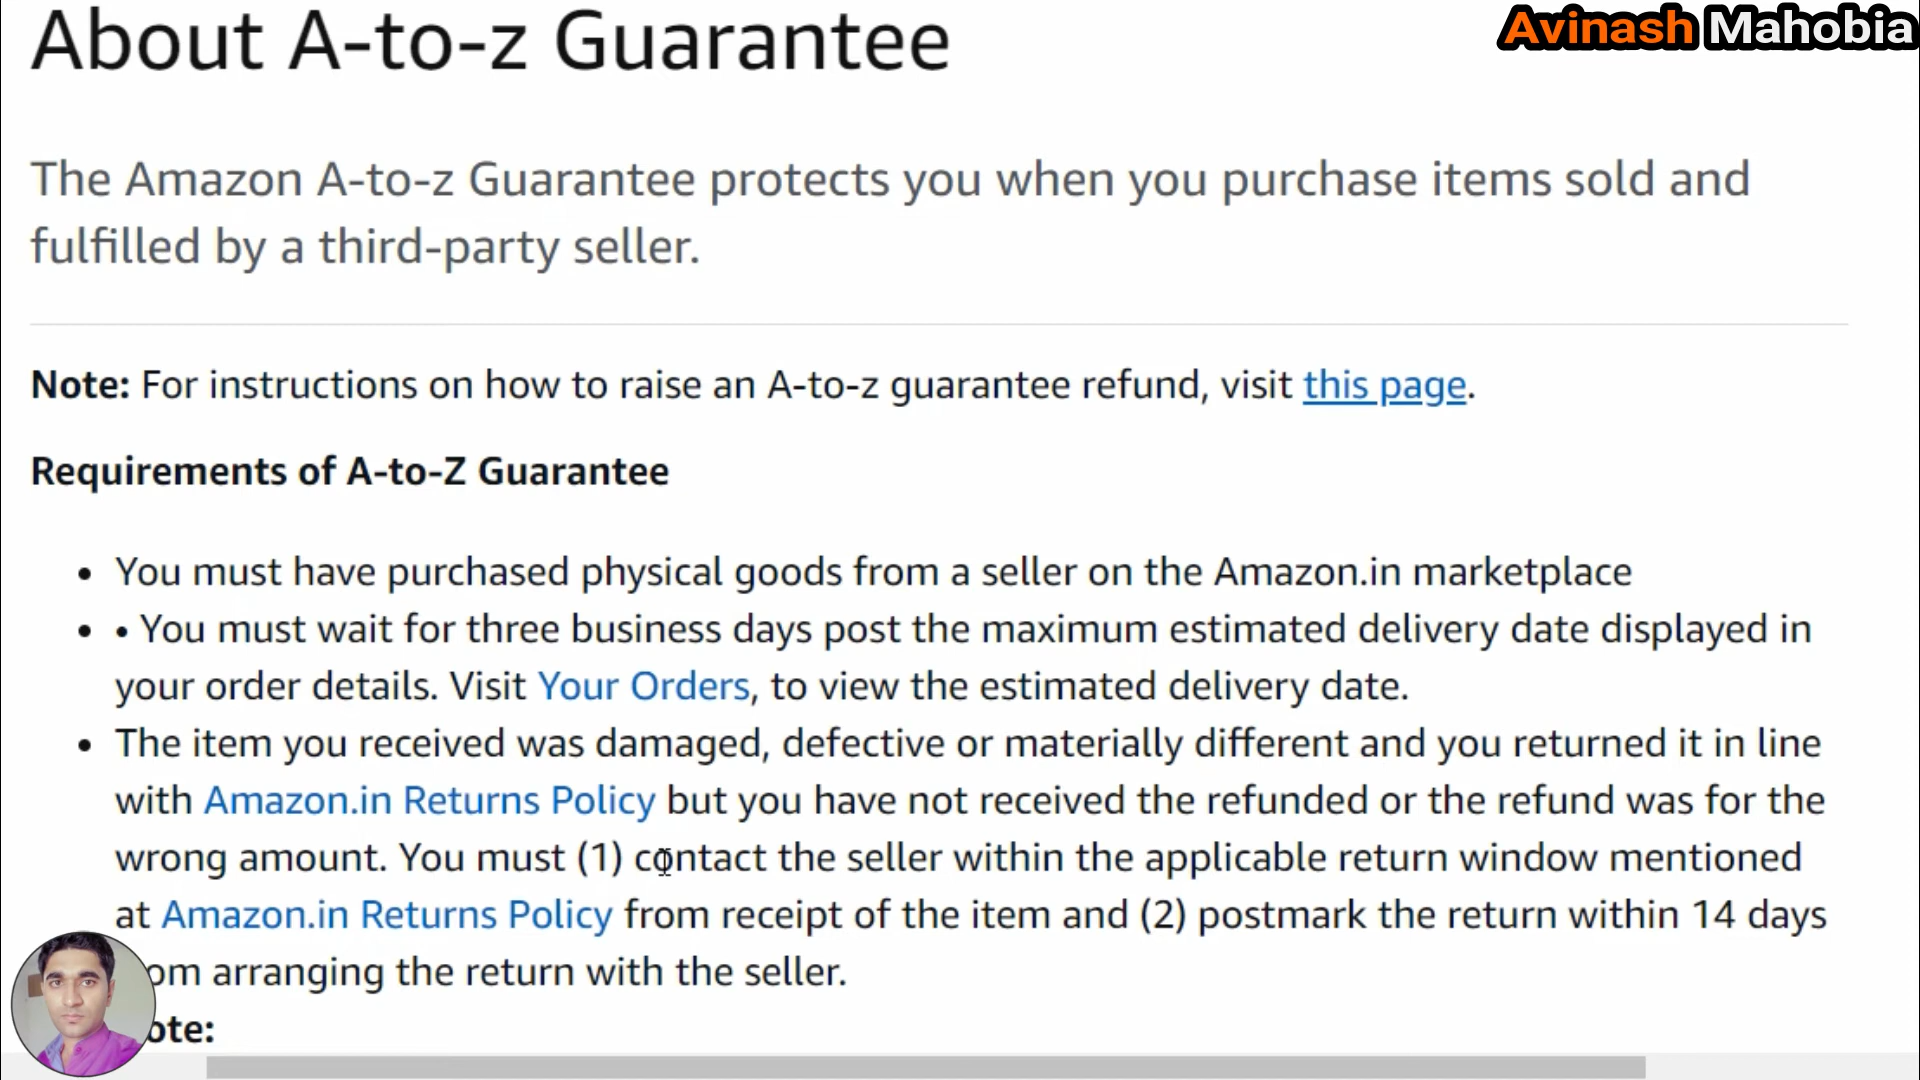 About A-to-z Guarantee
Avinash Mahobia
The Amazon A-to-z Guarantee protects you when you purchase items sold and
fulfilled by a third-party seller.
Note: For instructions on how to raise an A-to-z guarantee refund, visit this page.
Requirements of A-to-Z Guarantee
• You must have purchased physical goods from a seller on the Amazon.in marketplace
• • You must wait for three business days post the maximum estimated delivery date displayed in
your order details. Visit Your Orders, to view the estimated delivery date.
• The item you received was damaged, defective or materially different and you returned it in line
with Amazon.in Returns Policy but you have not received the refunded or the refund was for the
wrong amount. You must (1) contact the seller within the applicable return window mentioned
at Amazon.in Returns Policy from receipt of the item and (2) postmark the return within 14 days
om arranging the return with the seller.
ote: